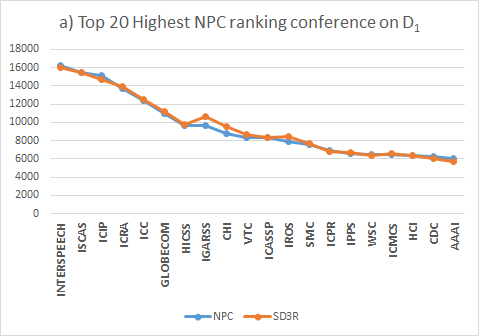 a) Top 20 Highest NPC ranking conference on D1
18000
16000
14000
12000
10000
8000
6000
4000
2000
0
INTERSPEECH
ISCAS
ICIP
ICRA
ICC
GLOBECOM
HICSS
IGARSS
CHI
VTC
ICASSP
IROS
SMC
ICPR
IPPS
WSC
ICMCS
HCI
CDC
AAAI
NPC
SD3R